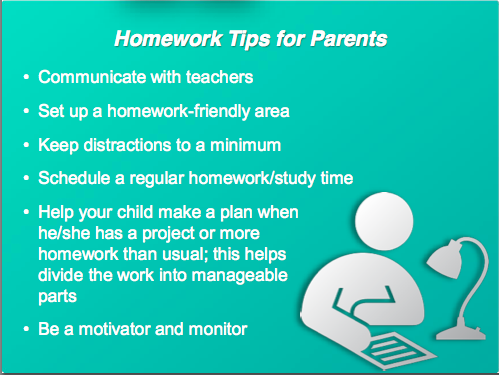 Homework Tips for Parents
• Communicate with teachers
• Set up a homework-friendly area
• Keep distractions to a minimum
• Schedule a regular homework/study time
• Help your child make a plan when
he/she has a project or more
homework than usual; this helps
divide the work into manageable
parts
• Be a motivator and monitor